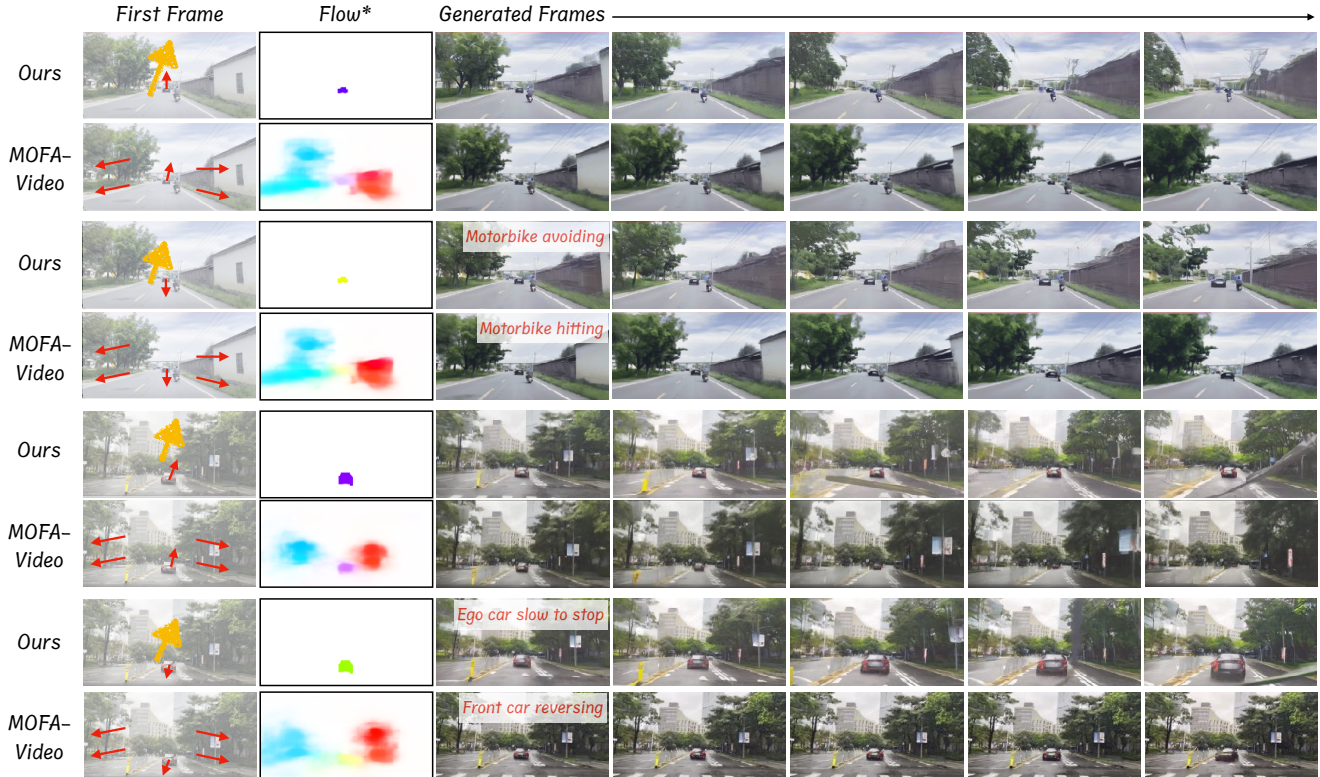 First Frame
Flow*
Generated Frames
Ours
MOFA-
Video
Ours
Motorbike avoiding
MOFA-
Video
Motorbike hitting
Ours
MOFA-
Video
Ours
Ego car slow to stop
MOFA-
Video
Front car reversing